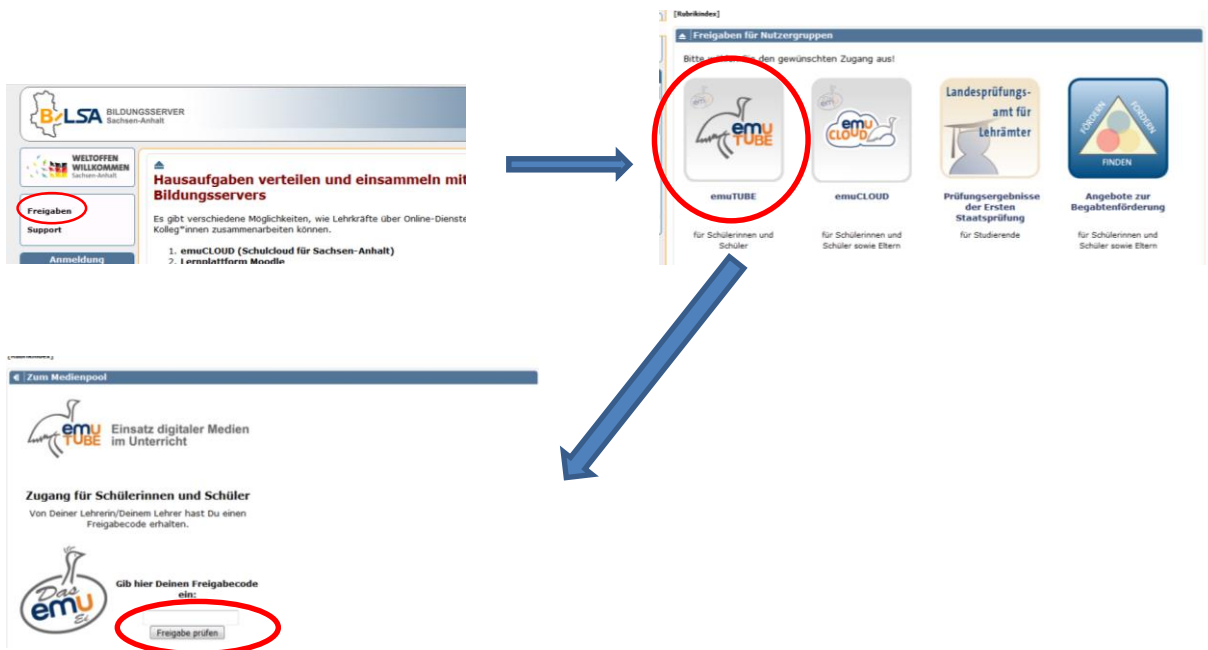 BLSA BILDUNGSSERVER
Sachsen-Anhalt
WELTOFFEN
WILLKOMMEN
Sachsen-Anhalt
Freigaben
Support
Anmeldung
Hausaufgaben verteilen und einsammeln mit
Bildungsservers
Es gibt verschiedene Möglichkeiten, wie Lehrkräfte über Online-Dienste
Kolleg*innen zusammenarbeiten können.
1. emuCLOUD (Schulcloud für Sachsen-Anhalt)
2. Lernplattform Moodle
[Rubrikindex]
Freigaben für Nutzergruppen
Bitte den gewünschten Zugang aus!
emu
emu
TUBE
emuTUBE
für Schülerinnen und
Schüler
emu
emu
CLOUD
emuCLOUD
für Schülerinnen und
Schüler sowie Eltern
Landesprüfungs-
amt für
Lehrämter
Prüfungsergebnisse
der Ersten
Staatsprüfung
für Studierende
FÖRDERN
FORDERN
FINDEN
Angebote zur
Begabtenförderung
für Schülerinnen und
Schüler sowie Eltern
Zum Medienpool
emu
TUBE
Einsatz digitaler Medien
im Unterricht
Zugang für Schülerinnen und Schüler
Von Deiner Lehrerin/Deinem Lehrer hast Du einen
Freigabecode erhalten.
Das
emu
Ei
Gib hier Deinen Freigabecode
ein:
Freigabe prüfen